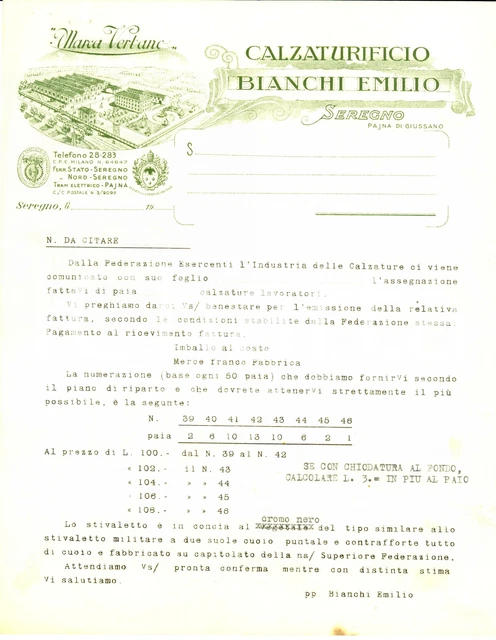 "Marca Verbano"
CALZATURIFICIO
BIANCHI EMILIO
SEREGNO
PAJNA DI GIUSSANO
Telefono 28-283
C.P.E. MILANO N. 64647
FERR. STATO-SEREGNO
" NORD-SEREGNO
TRAM ELETTRICO-PAJNA
C/C POSTALE
S.
Seregno, li 19
N. DA CITARE
Dalla Federazione Esercenti l'Industria delle Calzature ci viene
comunicato con suo foglio l'assegnazione
fattaVi di paia calzature lavoratori.
Vi preghiamo darci Vs/ benestare per l'emissione della relativa
fattura, secondo le condizioni stabilite dalla Federazione stessa:
Pagamento al ricevimento fattura.
Imballo al costo
Merce franco Fabbrica
La numerazione (base ogni 50 paia) che dobbiamo fornirVi secondo
il piano di riparto e che dovrete attenerVi strettamente il più
possibile, è la segunte:
N. 39 40 41 42 43 44 45 46
paia 2 6 10 13 10 6 2 1
Al prezzo di L. 100.- dal N. 39 al N. 42
« 102.- il N. 43
« 104.- » » 44
« 106.- » » 45
« 108.- » » 46
SE CON CHIODATURA AL FONDO,
CALCOLARE L. 3.= IN PIU AL PAIO
cromo nero
Lo stivaletto è in concia al vegetale del tipo similare allo
stivaletto militare a due suole cuoio puntale e contrafforte tutto
di cuoio e fabbricato su capitolato della ns/ Superiore Federazione.
Attendiamo Vs/ pronta conferma mentre con distinta stima
Vi salutiamo.
pp Bianchi Emilio